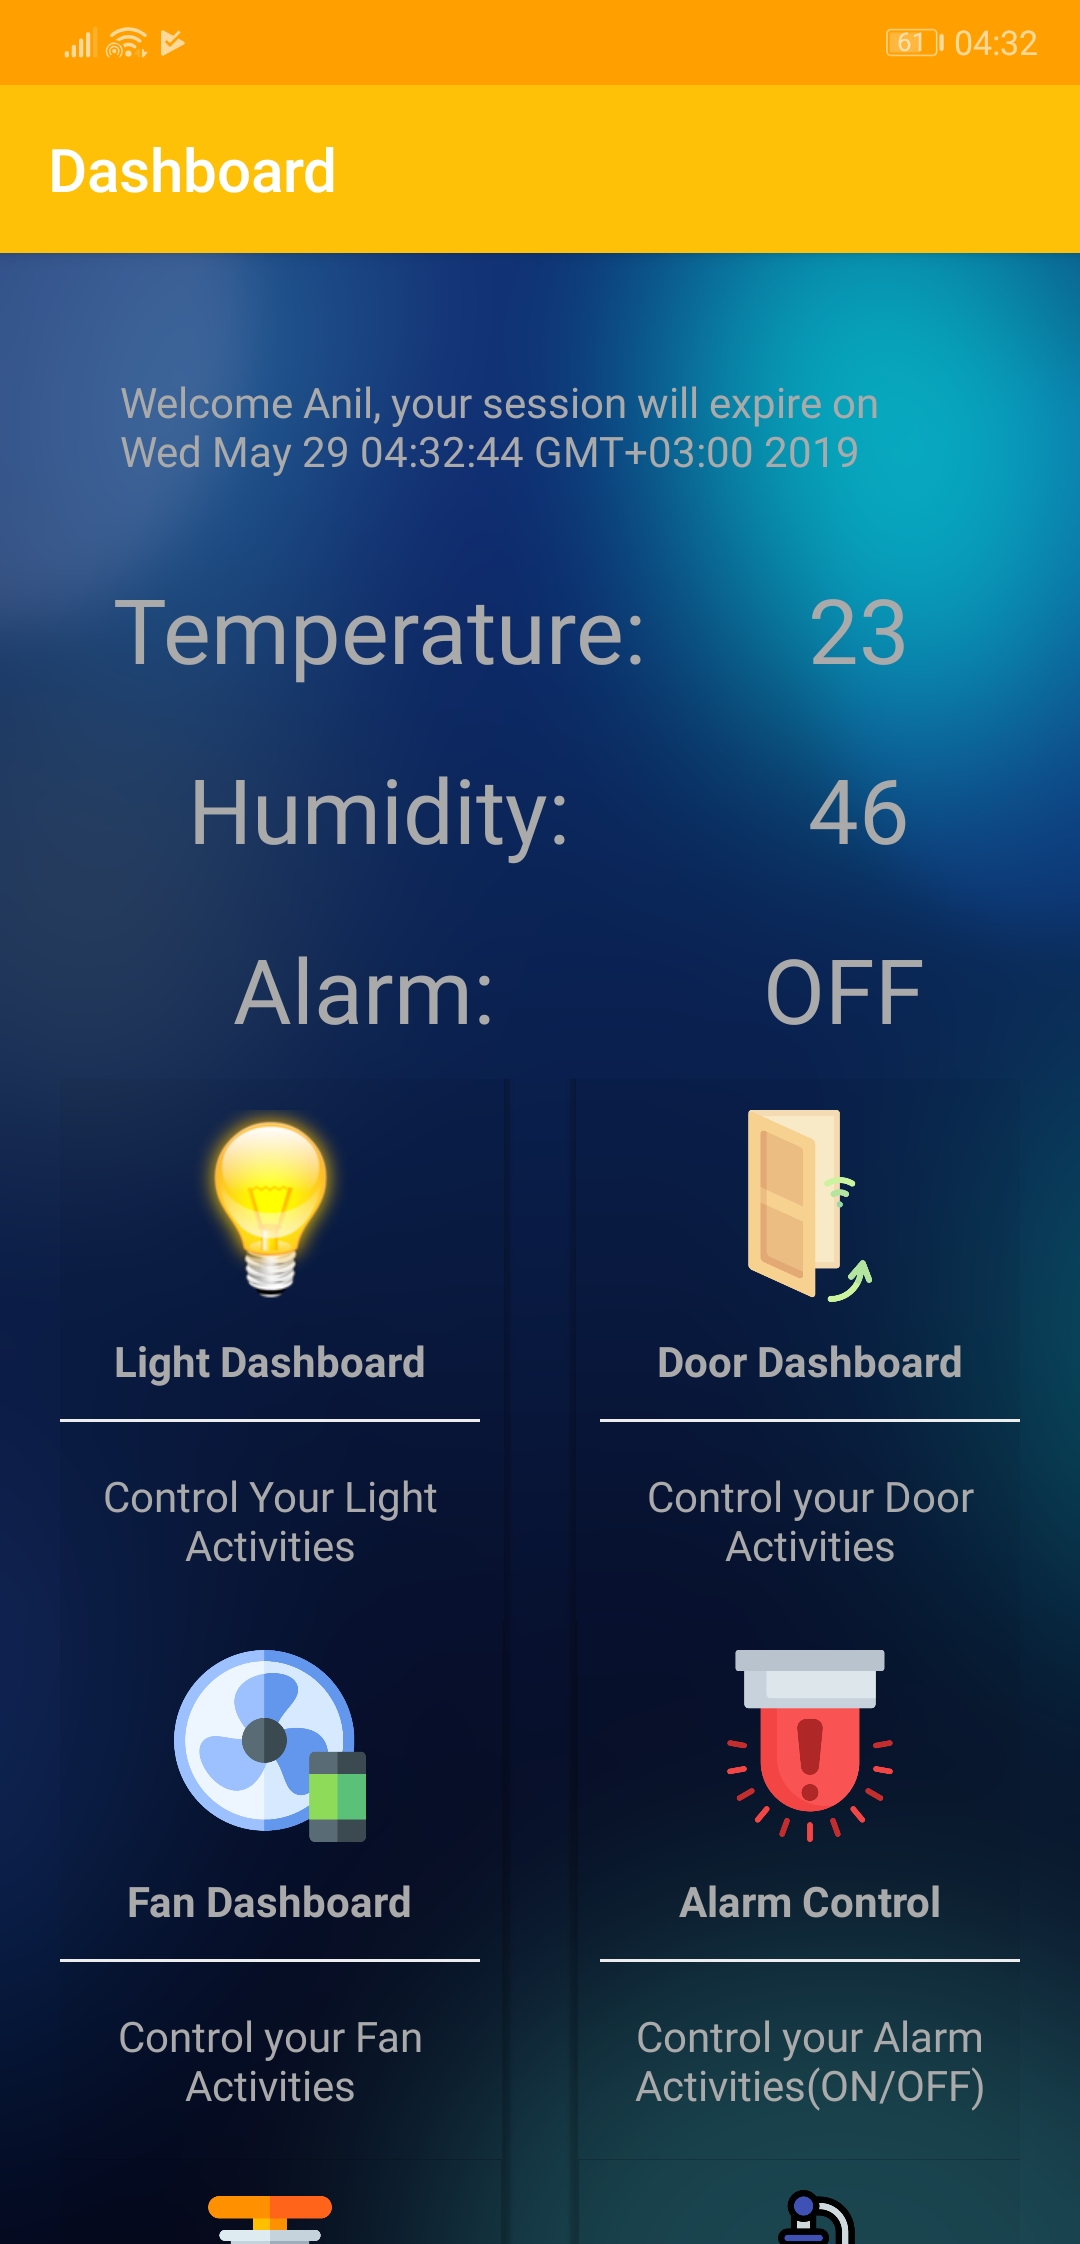 61 04:32
Dashboard
Welcome Anil, your session will expire on
Wed May 29 04:32:44 GMT+03:00 2019
Temperature: 23
Humidity: 46
Alarm: OFF
Light Dashboard
Control Your Light
Activities
Door Dashboard
Control your Door
Activities
Fan Dashboard
Control your Fan
Activities
Alarm Control
Control your Alarm
Activities(ON/OFF)